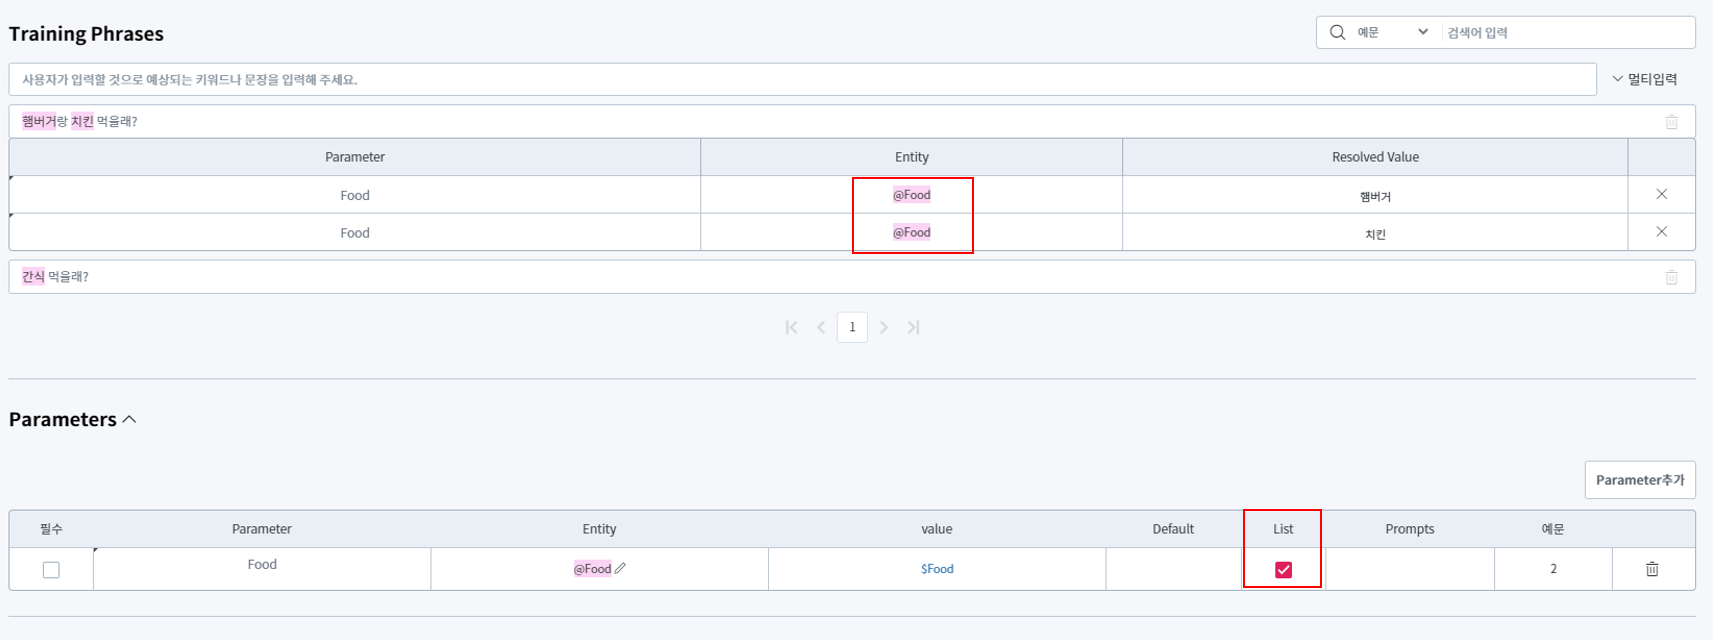 Training Phrases
예문 검색어 입력
사용자가 입력할 것으로 예상되는 키워드나 문장을 입력해 주세요.
멀티입력
햄버거랑 치킨 먹을래?
Parameter Entity Resolved Value
Food @Food 햄버거
Food @Food 치킨
간식 먹을래?
1
Parameters
Parameter추가
필수 Parameter Entity value Default List Prompts 예문
Food @Food $Food 2